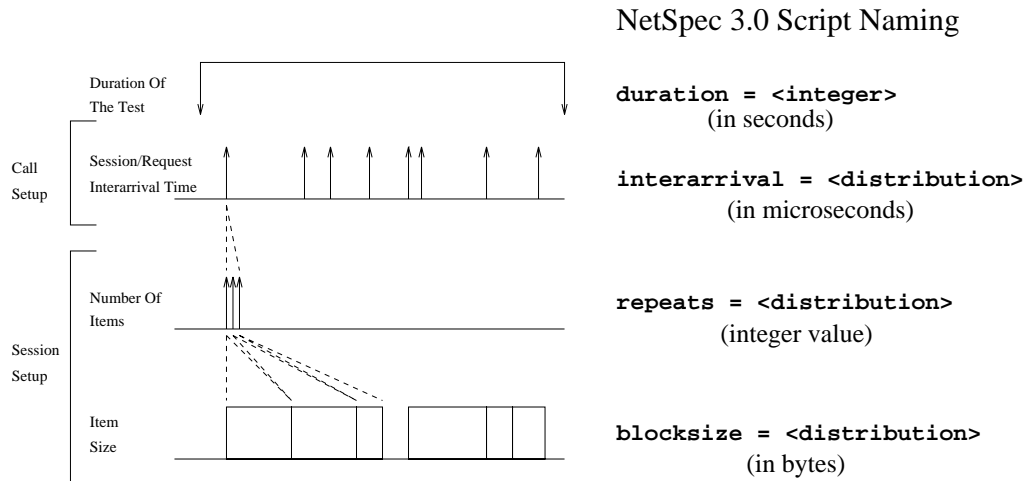 NetSpec 3.0 Script Naming
Duration Of
The Test
duration = <integer>
(in seconds)
Call
Setup
Session/Request
Interarrival Time
interarrival = <distribution>
(in microseconds)
Number Of
Items
repeats = <distribution>
(integer value)
Session
Setup
Item
Size
blocksize = <distribution>
(in bytes)